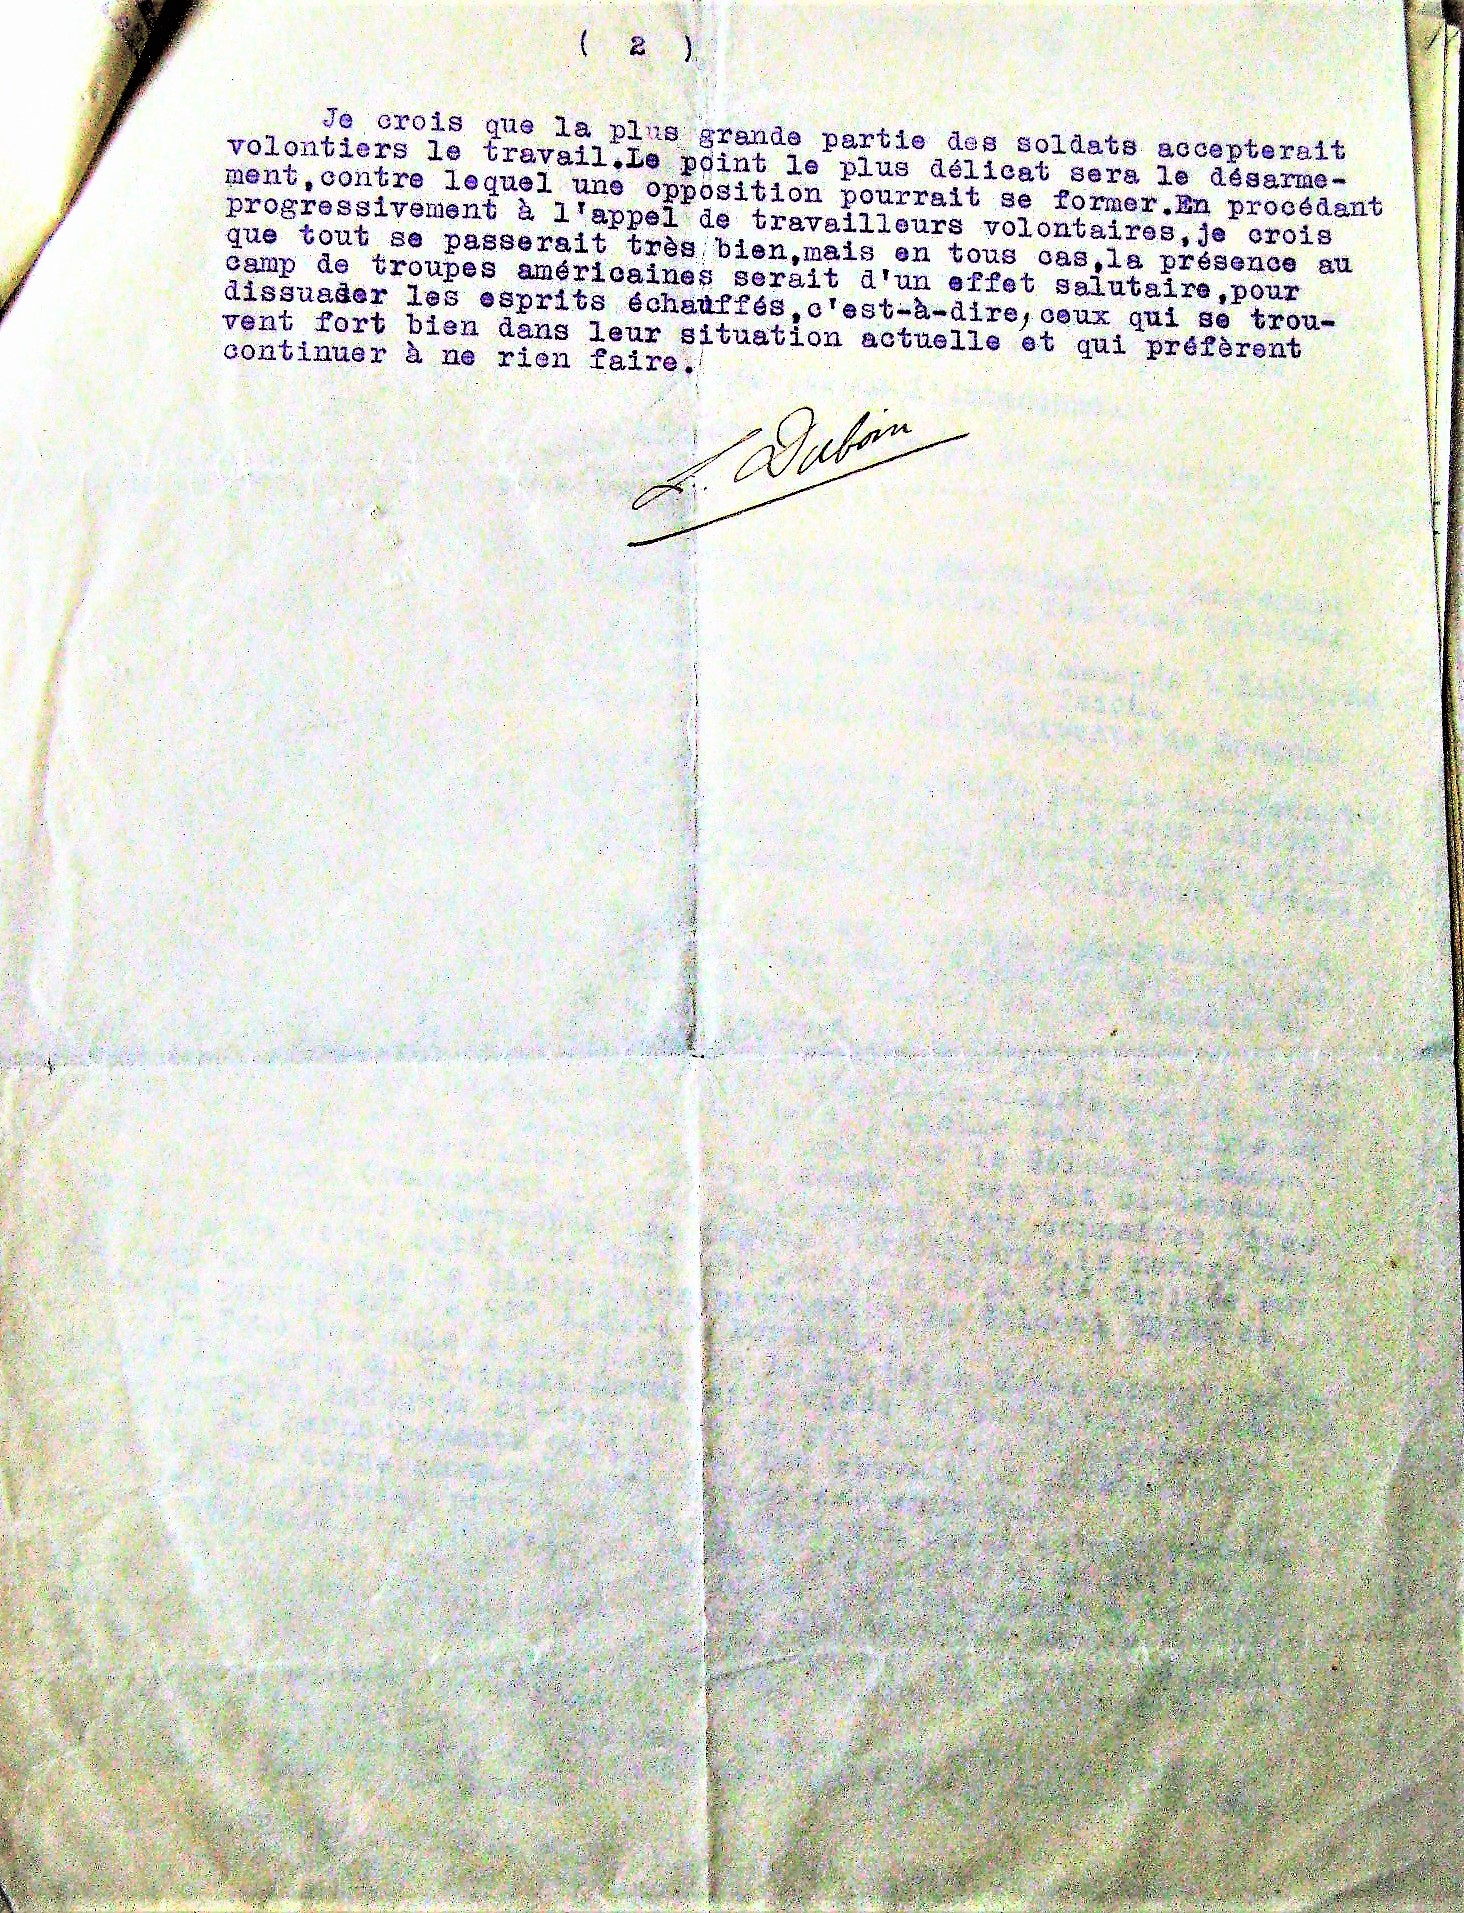 ( 2 )
Je crois que la plus grande partie des soldats accepterait
volontiers le travail.Le point le plus délicat sera le désarme-
ment,contre lequel une opposition pourrait se former.En procédant
progressivement à l'appel de travailleurs volontaires,je crois
que tout se passerait très bien,mais en tous cas,la présence au
camp de troupes américaines serait d'un effet salutaire,pour
dissuader les esprits échauffés,c'est-à-dire, ceux qui se trou-
vent fort bien dans leur situation actuelle et qui préfèrent
continuer à ne rien faire.
L. Duboin